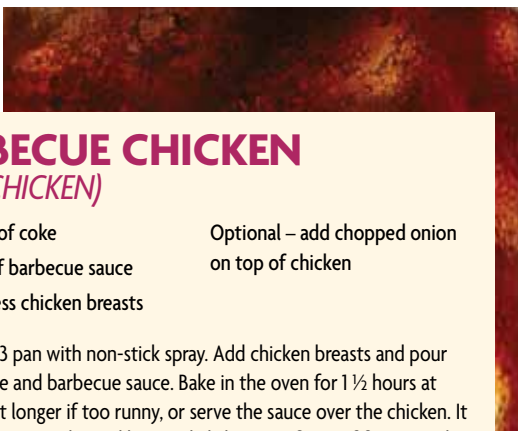 BECUE CHICKEN
CHICKEN)
of coke
barbecue sauce
chicken breasts
Optional – add chopped onion
on top of chicken
3 pan with non-stick spray. Add chicken breasts and pour
and barbecue sauce. Bake in the oven for 1 ½ hours at
longer if too runny, or serve the sauce over the chicken. It